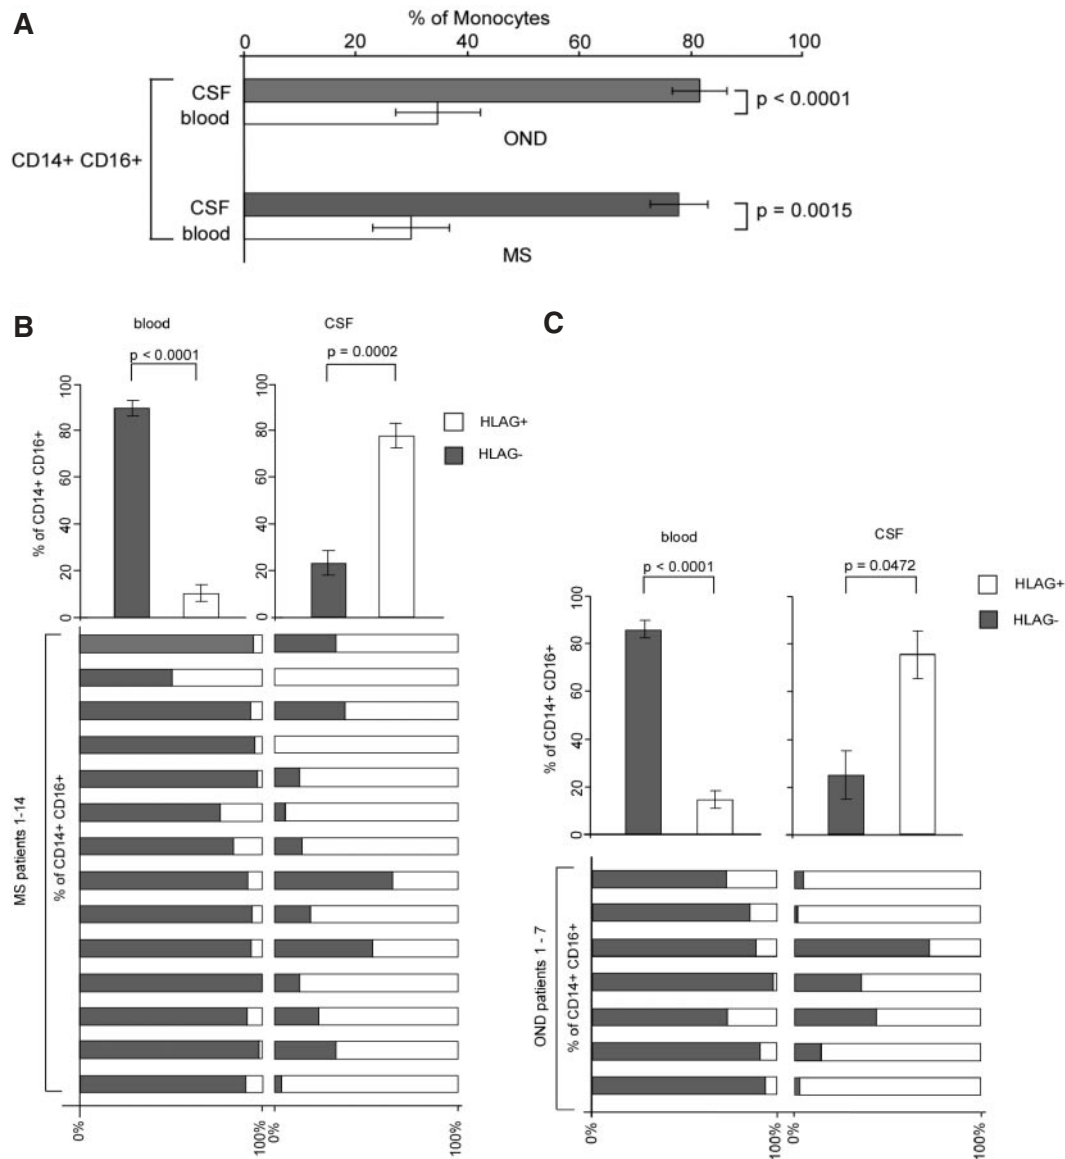 A
% of Monocytes
0 20 40 60 80 100
CD14+ CD16+
CSF
blood
p < 0.0001
OND
CSF
blood
p = 0.0015
MS
B
blood
CSF
p < 0.0001
p = 0.0002
% of CD14+ CD16+
100
80
60
40
20
0
100
80
60
40
20
0
HLAG+
HLAG-
MS patients 1-14
% of CD14+ CD16+
0%
100%
0%
100%
C
blood
CSF
p < 0.0001
p = 0.0472
% of CD14+ CD16+
100
80
60
40
20
0
HLAG+
HLAG-
OND patients 1 - 7
% of CD14+ CD16+
0%
100%
0%
100%